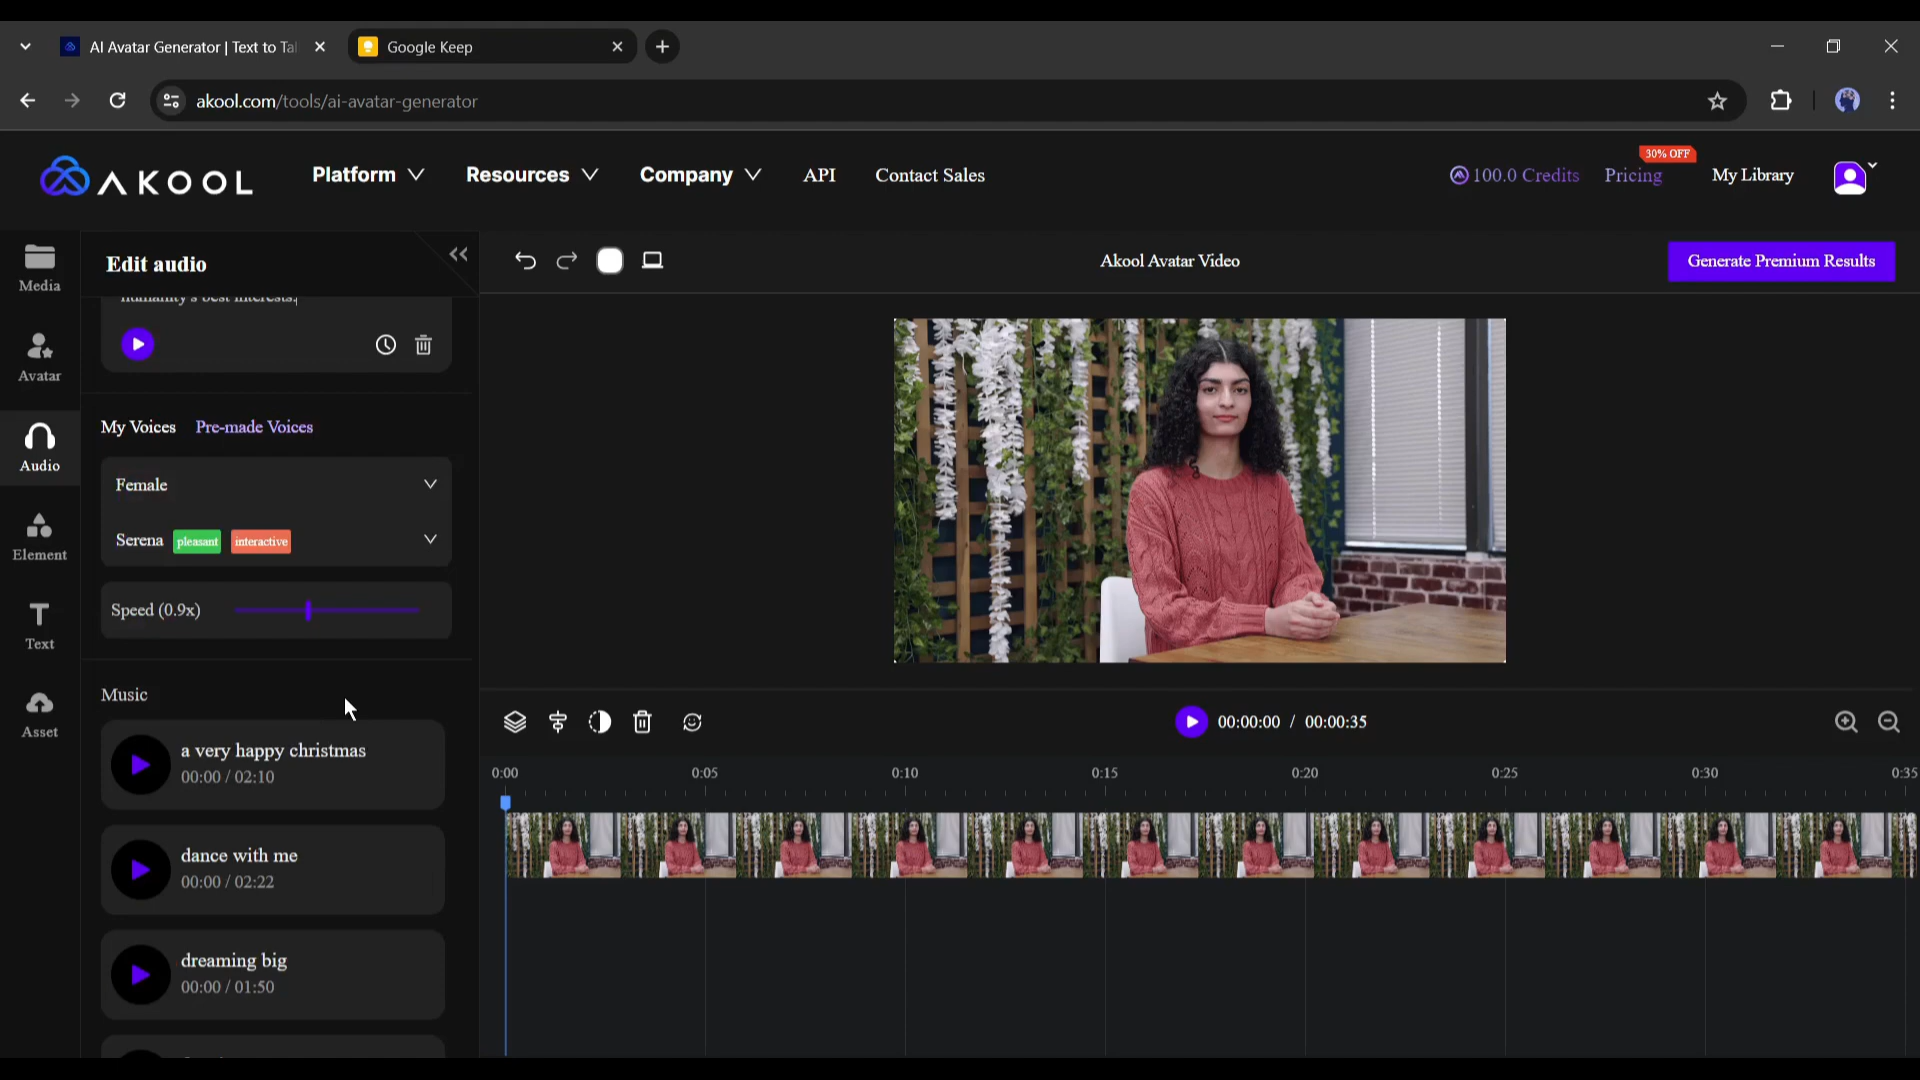 AI Avatar Generator | Text to Tal
Google Keep
akool.com/tools/ai-avatar-generator
AKOOL
Platform
Resources
Company
API
Contact Sales
100.0 Credits
Pricing
30% OFF
My Library
Media
Avatar
Audio
Element
Text
Asset
Edit audio
humanity's best interests.
My Voices
Pre-made Voices
Female
Serena pleasant interactive
Speed (0.9x)
Music
a very happy christmas
00:00 / 02:10
dance with me
00:00 / 02:22
dreaming big
00:00 / 01:50
Akool Avatar Video
Generate Premium Results
00:00:00 / 00:00:35
0:00 0:05 0:10 0:15 0:20 0:25 0:30 0:35